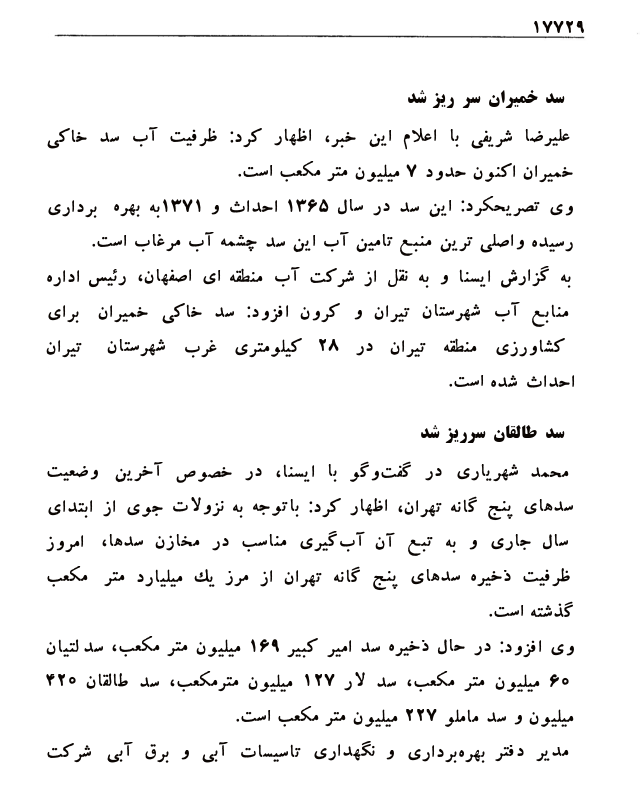 ۱۷۷۲۹
سد خمیران سر ریز شد
علیرضا شریفی با اعلام این خبر، اظهار کرد: ظرفیت آب سد خاکی
خمیران اکنون حدود ۷ میلیون متر مکعب است.
وی تصریحکرد: این سد در سال ۱۳۶۵ احداث و ۱۳۷۱به بهره برداری
رسیده واصلی ترین منبع تامین آب این سد چشمه آب مرغاب است.
به گزارش ایسنا و به نقل از شرکت آب منطقه ای اصفهان، رئیس اداره
منابع آب شهرستان تیران و کرون افزود: سد خاکی خمیران برای
کشاورزی منطقه تیران در ۲۸ کیلومتری غرب شهرستان تیران
احداث شده است.
سد طالقان سرریز شد
محمد شهریاری در گفت‌وگو با ایسنا، در خصوص آخرین وضعیت
سدهای پنج گانه تهران، اظهار کرد: باتوجه به نزولات جوی از ابتدای
سال جاری و به تبع آن آب‌گیری مناسب در مخازن سدها، امروز
ظرفیت ذخیره سدهای پنج گانه تهران از مرز یك میلیارد متر مکعب
گذشته است.
وی افزود: در حال ذخیره سد امیر کبیر ۱۶۹ میلیون متر مکعب، سد لتیان
۶۰ میلیون متر مکعب، سد لار ۱۲۷ میلیون مترمکعب، سد طالقان ۴۲۰
میلیون و سد ماملو ۲۲۷ میلیون متر مکعب است.
مدیر دفتر بهره‌برداری و نگهداری تاسیسات آبی و برق آبی شرکت